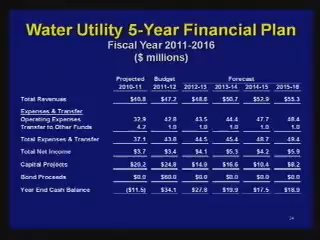 Water Utility 5-Year Financial Plan
Fiscal Year 2011-2016
($ millions)
Projected Budget Forecast
2010-11 2011-12 2012-13 2013-14 2014-15 2015-16
Total Revenues $40.8 $47.2 $48.6 $50.7 $52.9 $55.3
Expenses & Transfer
Operating Expenses 32.9 42.8 43.5 44.4 47.7 48.4
Transfer to Other Funds 4.2 1.0 1.0 1.0 1.0 1.0
Total Expenses & Transfer 37.1 43.8 44.5 45.4 48.7 49.4
Total Net Income $3.7 $3.4 $4.1 $5.3 $4.2 $5.9
Capital Projects $20.2 $24.8 $14.9 $16.6 $10.4 $8.2
Bond Proceeds $0.0 $60.0 $0.0 $0.0 $0.0 $0.0
Year End Cash Balance ($11.5) $34.1 $27.8 $19.9 $17.5 $18.9